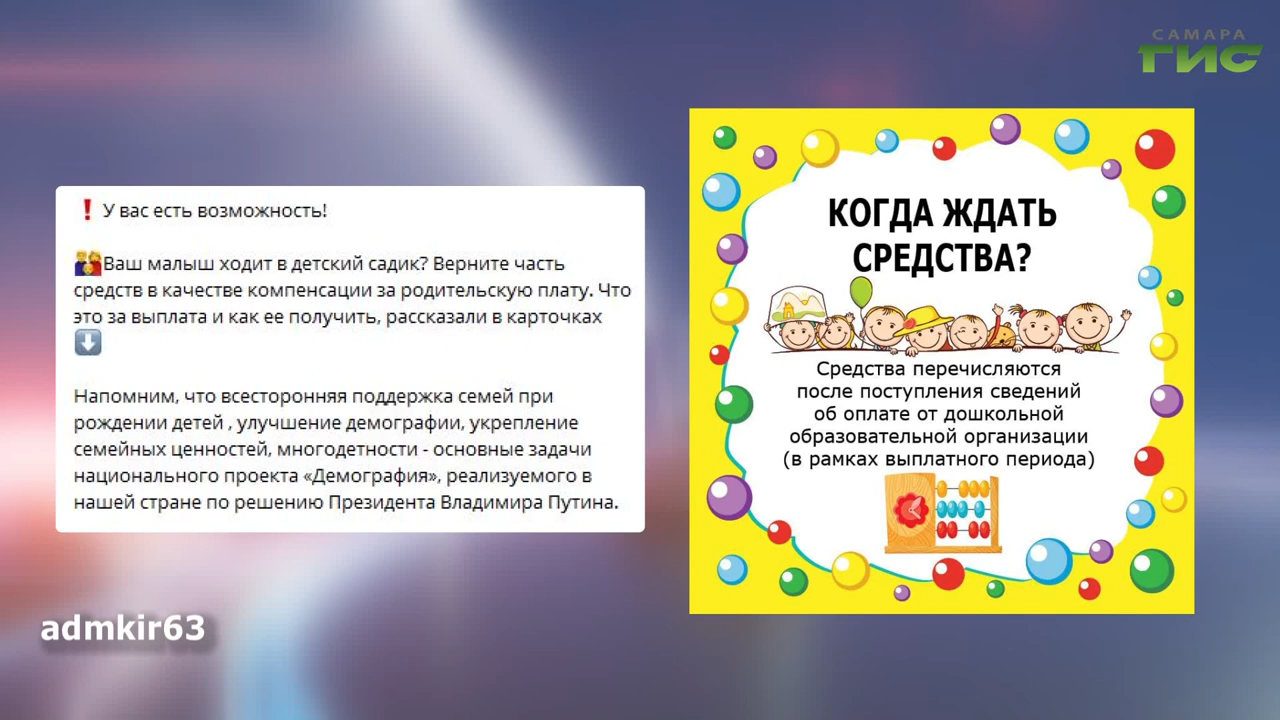 САМАРА
ГИС
❗ У вас есть возможность!
👨‍👩‍👦Ваш малыш ходит в детский садик? Верните часть
средств в качестве компенсации за родительскую плату. Что
это за выплата и как ее получить, рассказали в карточках
⬇️
Напомним, что всесторонняя поддержка семей при
рождении детей , улучшение демографии, укрепление
семейных ценностей, многодетности - основные задачи
национального проекта «Демография», реализуемого в
нашей стране по решению Президента Владимира Путина.
КОГДА ЖДАТЬ
СРЕДСТВА?
Средства перечисляются
после поступления сведений
об оплате от дошкольной
образовательной организации
(в рамках выплатного периода)
admkir63